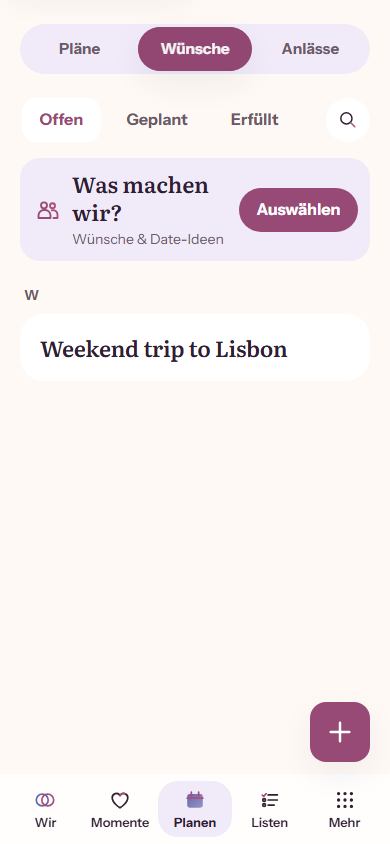 Pläne Wünsche Anlässe
Offen Geplant Erfüllt
Was machen
wir?
Wünsche & Date-Ideen
Auswählen
W
Weekend trip to Lisbon
Wir Momente Planen Listen Mehr